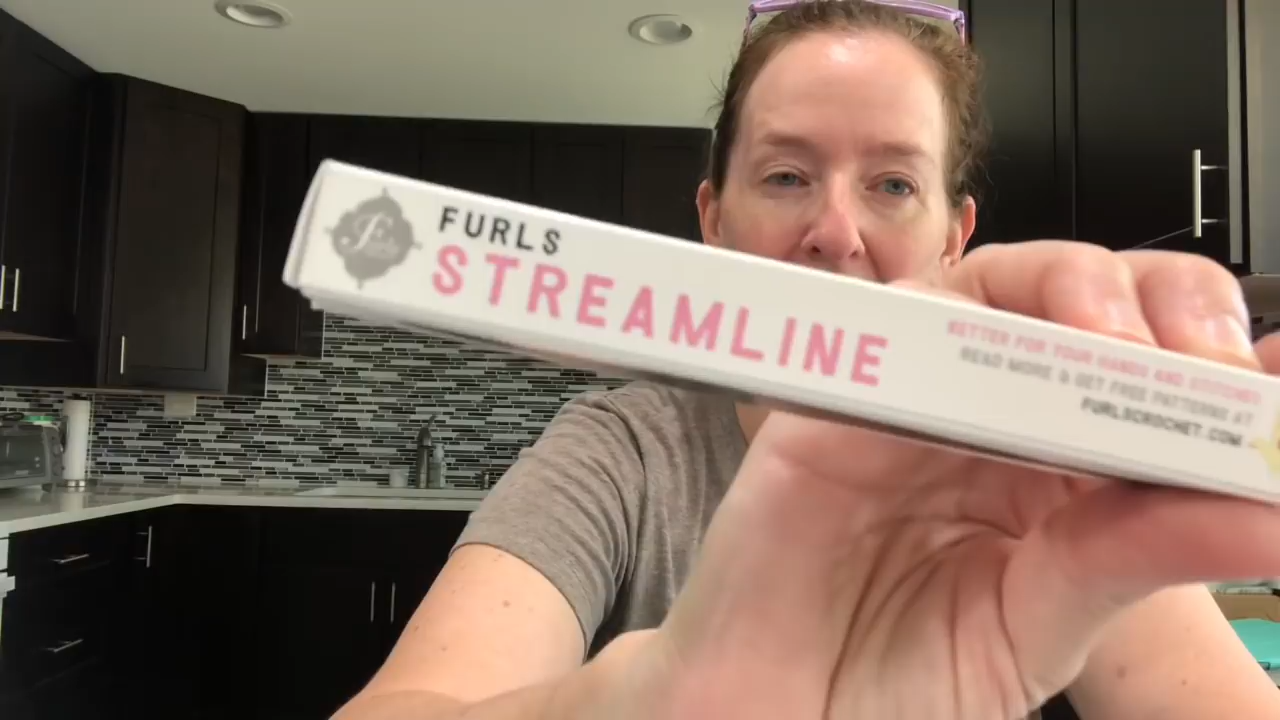 FURLS
STREAMLINE
BETTER FOR YOUR HANDS AND STITCHES
READ MORE & GET FREE PATTERNS AT
FURLSCROCHET.COM